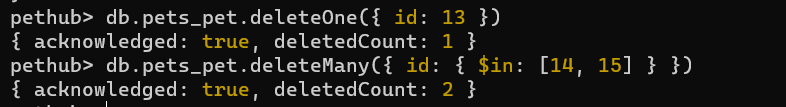 pethub> db.pets_pet.deleteOne({ id: 13 })
{ acknowledged: true, deletedCount: 1 }
pethub> db.pets_pet.deleteMany({ id: { $in: [14, 15] } })
{ acknowledged: true, deletedCount: 2 }